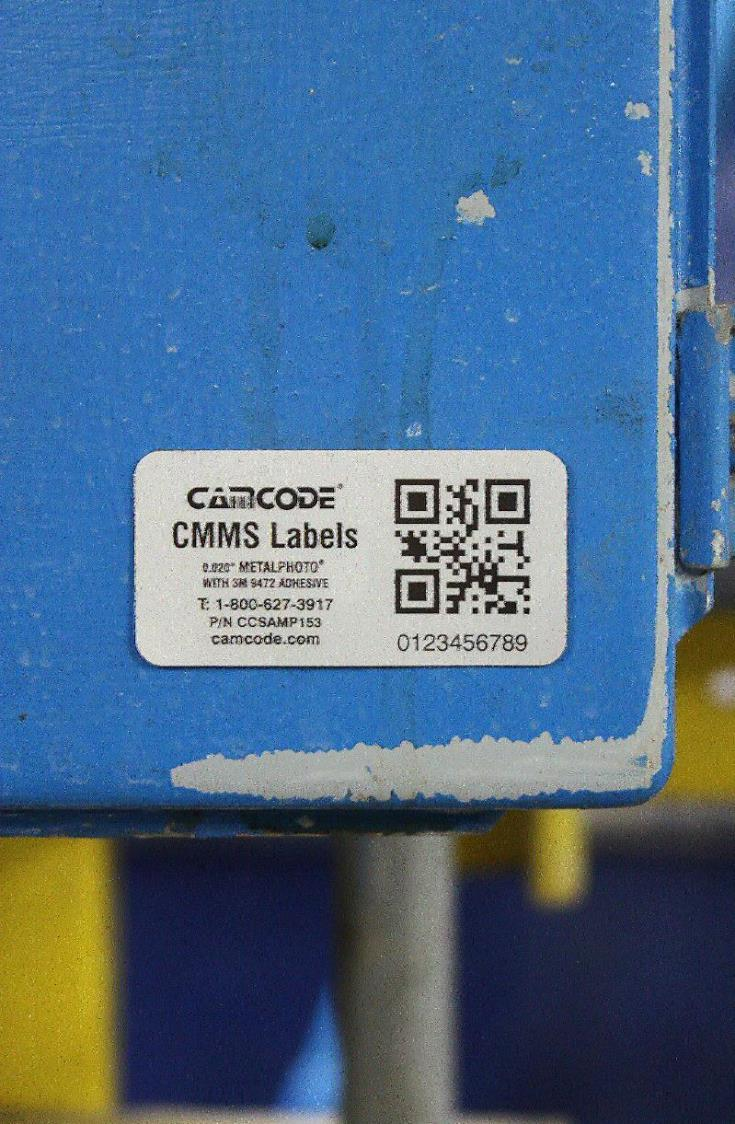 CAMCODE®
CMMS Labels
0.020" METALPHOTO®
WITH 3M 9472 ADHESIVE
T: 1-800-627-3917
P/N CCSAMP153
camcode.com
0123456789